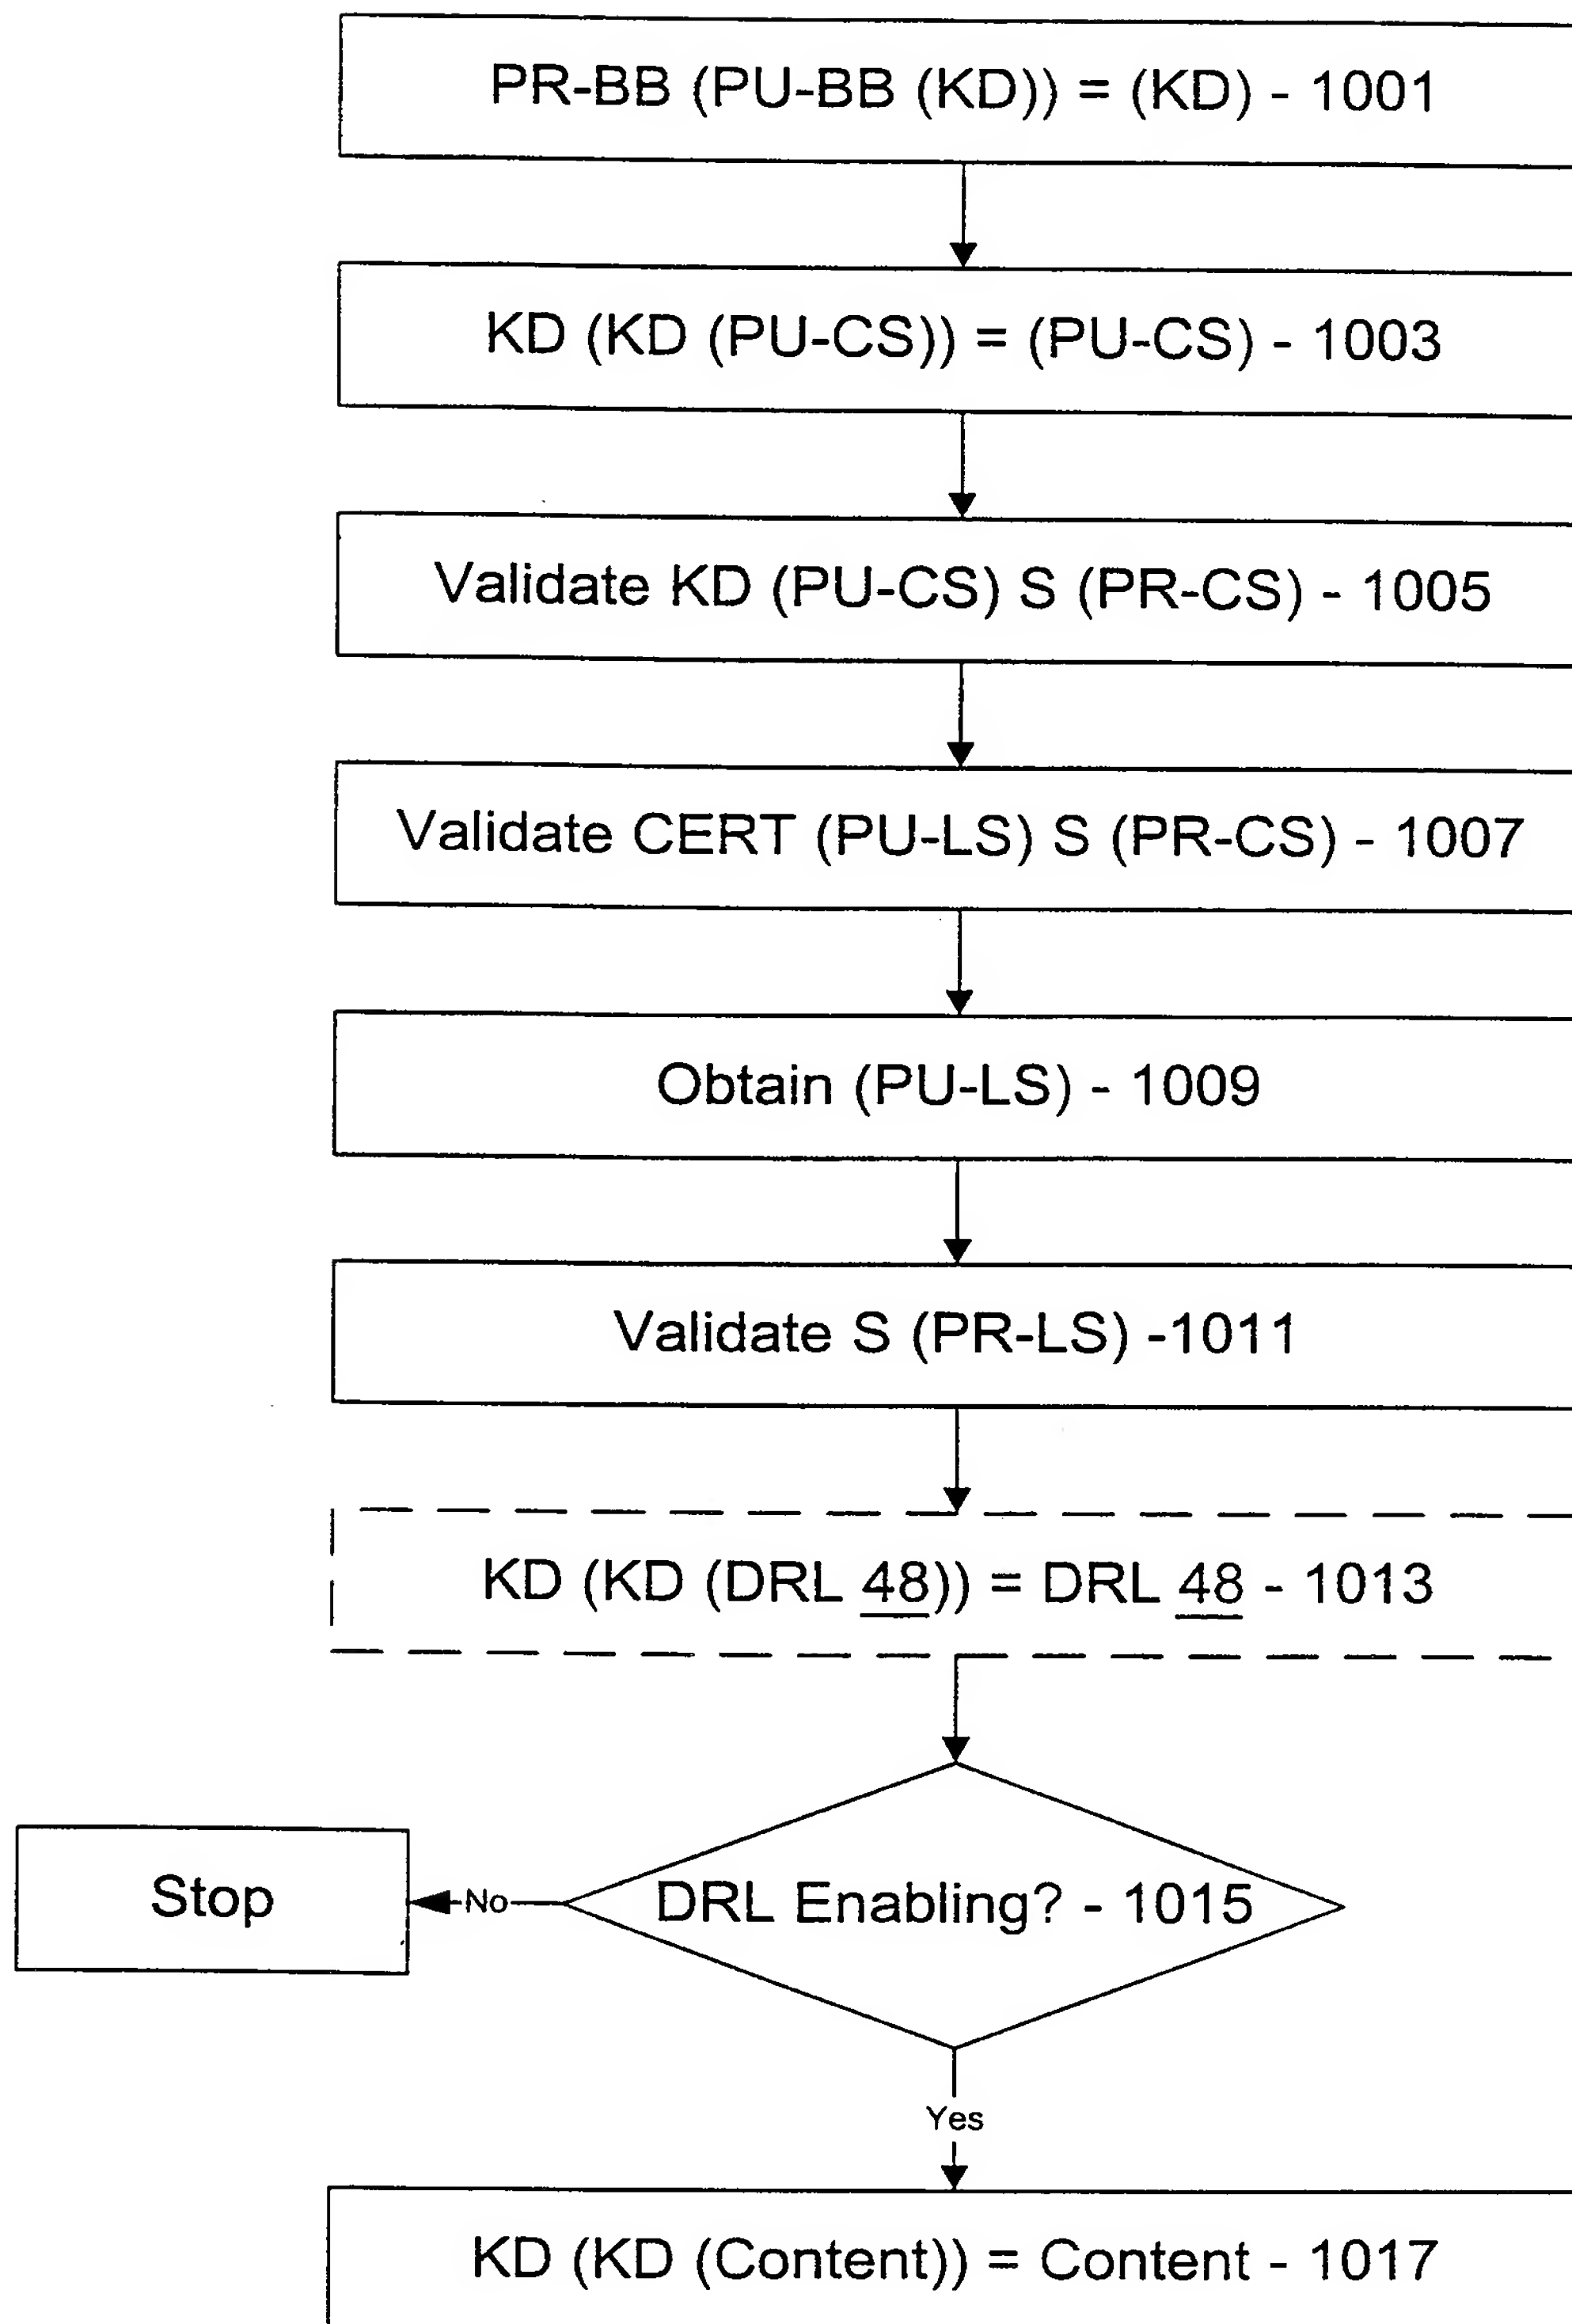 PR-BB (PU-BB (KD)) = (KD) - 1001
KD (KD (PU-CS)) = (PU-CS) - 1003
Validate KD (PU-CS) S (PR-CS) - 1005
Validate CERT (PU-LS) S (PR-CS) - 1007
Obtain (PU-LS) - 1009
Validate S (PR-LS) -1011
KD (KD (DRL 48)) = DRL 48 - 1013
Stop
No
DRL Enabling? - 1015
Yes
KD (KD (Content)) = Content - 1017